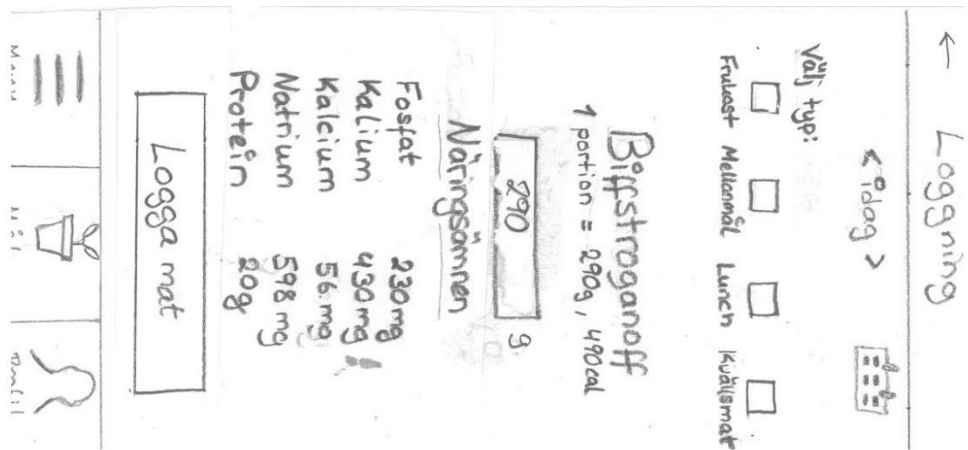 ← Loggning
< idag >
Välj typ:
Frukost Mellanmål Lunch Kvällsmat
Biffstroganoff
1 portion = 290g, 490cal
290 g
Näringsämnen
Fosfat 230mg
Kalium 430mg !!
Kalcium 56 mg
Natrium 598 mg
Protein 20g
Logga mat
Profil